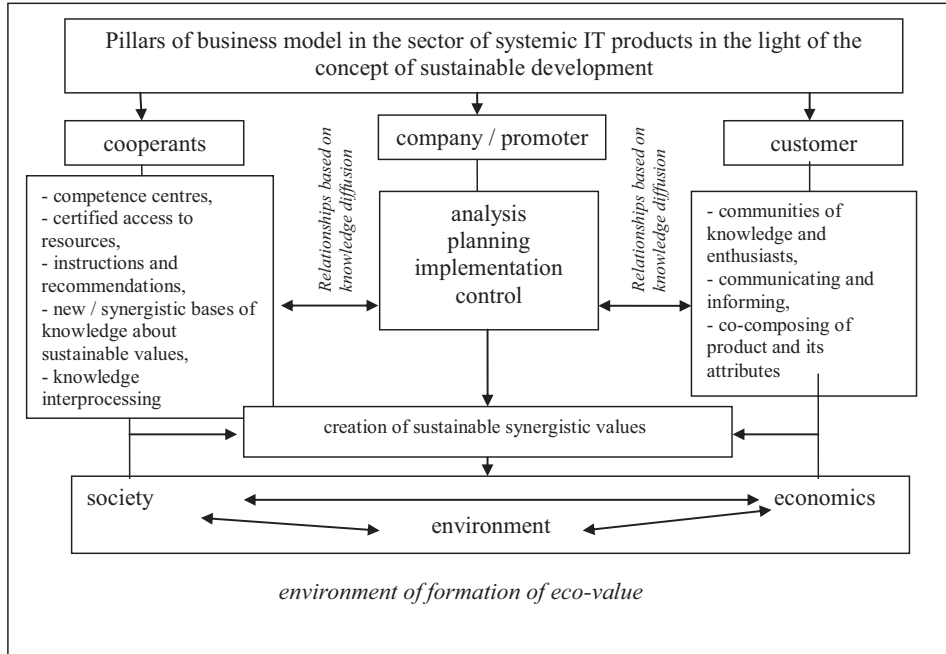 Pillars of business model in the sector of systemic IT products in the light of the
concept of sustainable development
cooperants
company / promoter
customer
- competence centres,
- certified access to
resources,
- instructions and
recommendations,
- new / synergistic bases of
knowledge about
sustainable values,
- knowledge
interprocessing
Relationships based on
knowledge diffusion
analysis
planning
implementation
control
Relationships based on
knowledge diffusion
- communities of
knowledge and
enthusiasts,
- communicating and
informing,
- co-composing of
product and its
attributes
creation of sustainable synergistic values
society
economics
environment
environment of formation of eco-value